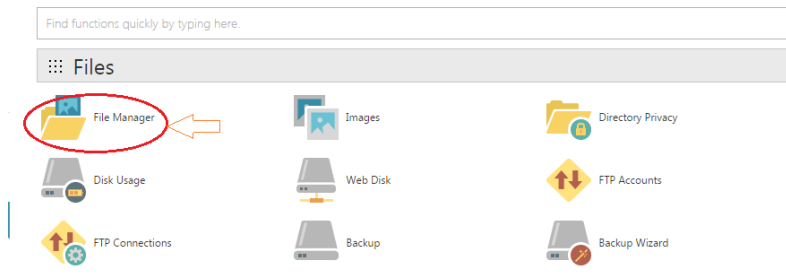 Find functions quickly by typing here.
Files
File Manager
Images
Directory Privacy
Disk Usage
Web Disk
FTP Accounts
FTP Connections
Backup
Backup Wizard